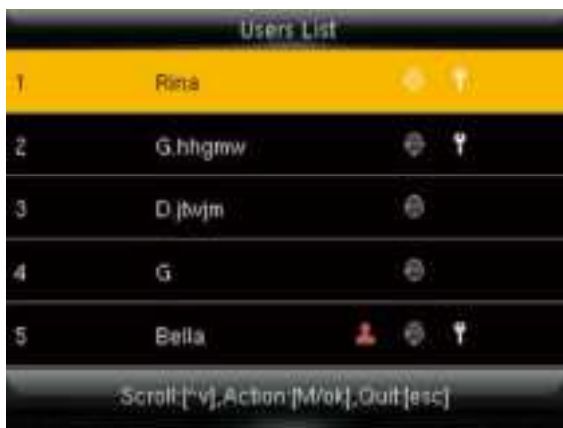 Users List
1 Rina
2 G.hhgmw
3 D.jtwjm
4 G
5 Bella
Scroll:[^v],Action:[M/ok],Quit:[esc]